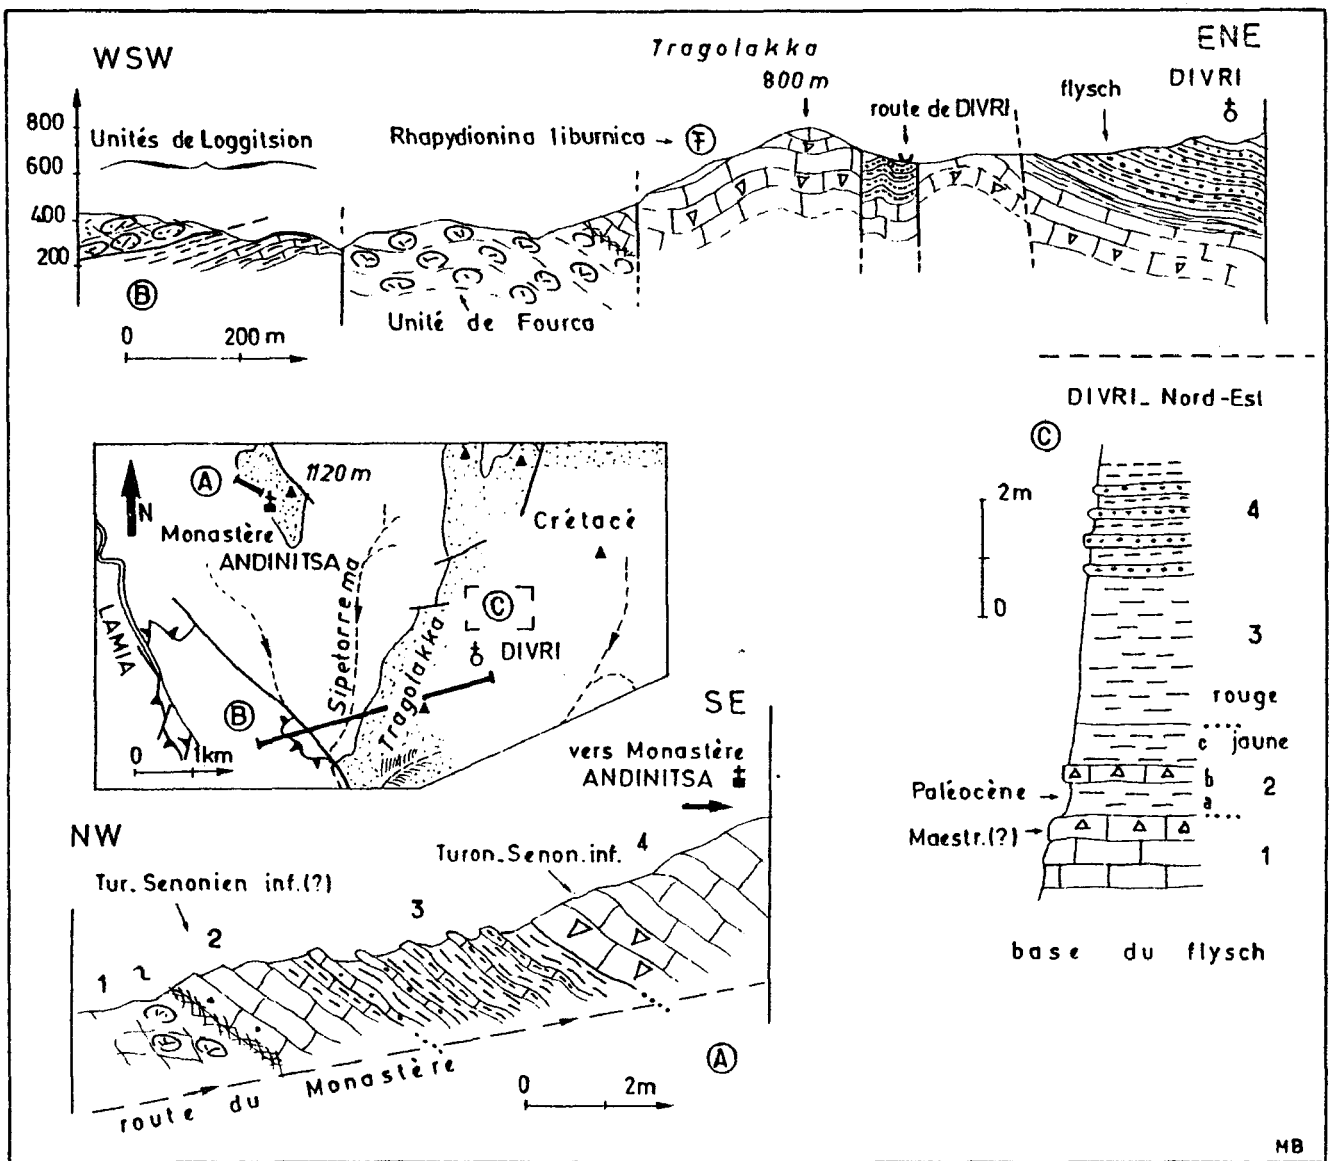 WSW
Tragolakka
800 m
ENE
DIVRI
flysch
route de DIVRI
Rhapydionina liburnica
F
Unités de Loggitsion
800
600
400
200
B
0 200 m
Unité de Fourca
DIVRI_ Nord-Est
C
2m
0
4
3
rouge
c jaune
b
2
a
Paléocène
Maestr.(?)
1
base du flysch
N
A
1120 m
Monastère
ANDINITSA
Crétacé
LAMIA
Sipetorrema
Tragolakka
C
DIVRI
B
0 1km
SE
vers Monastère
ANDINITSA
NW
Turon_Senon.inf.
4
Tur. Senonien inf.(?)
3
2
1
route du Monastère
A
0 2m
MB